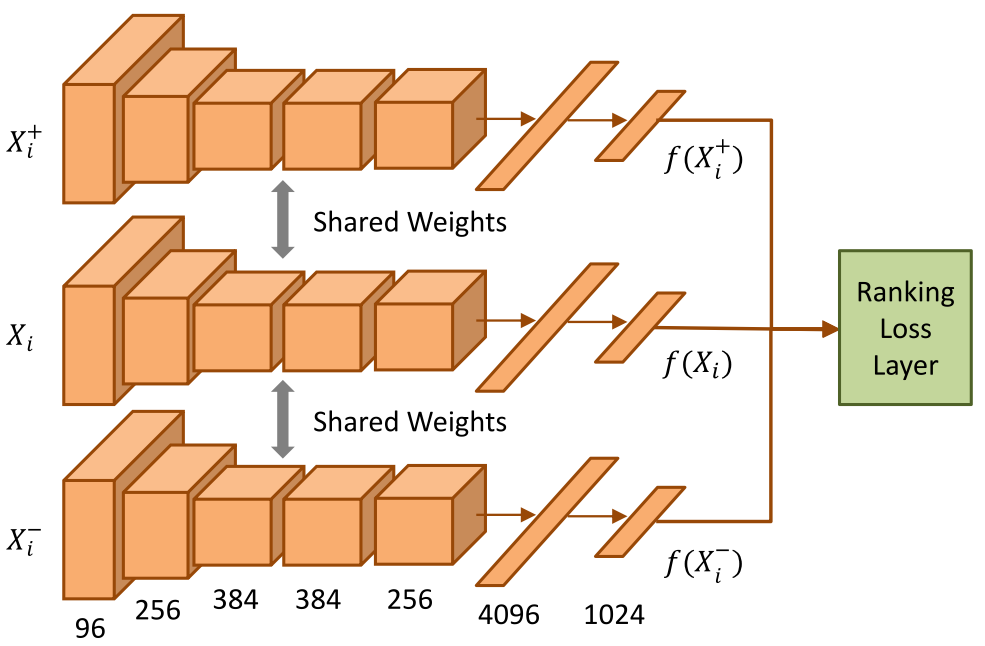 $X_i^+$
$f(X_i^+)$
Shared Weights
$X_i$
$f(X_i)$
Ranking
Loss
Layer
Shared Weights
$X_i^-$
$f(X_i^-)$
96
256
384
384
256
4096
1024